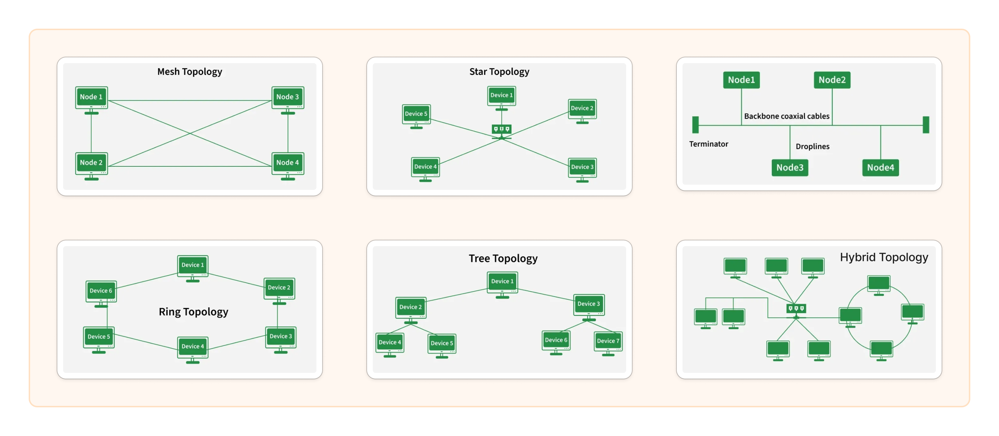 Mesh Topology
Node 1
Node 3
Node 2
Node 4
Star Topology
Device 1
Device 2
Device 5
Device 4
Device 3
Node1
Node2
Backbone coaxial cables
Terminator
Droplines
Node3
Node4
Device 1
Device 2
Device 6
Ring Topology
Device 5
Device 3
Device 4
Tree Topology
Device 1
Device 2
Device 3
Device 4
Device 5
Device 6
Device 7
Hybrid Topology